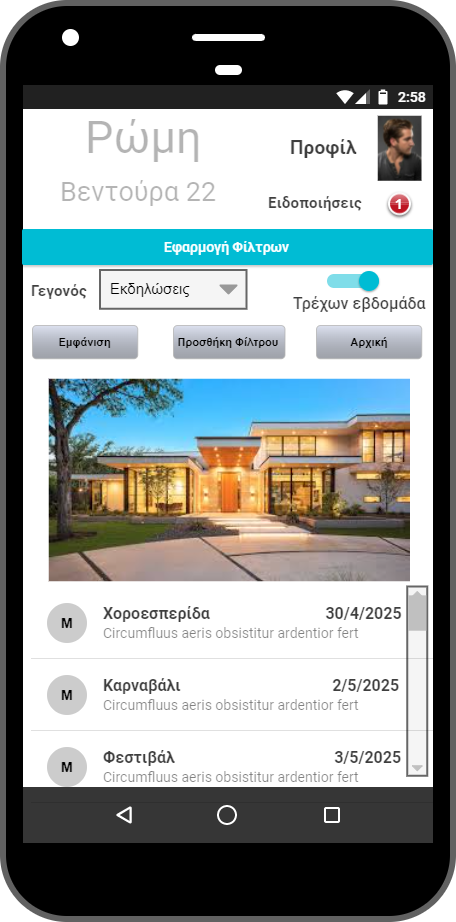 2:58
Ρώμη
Προφίλ
Βεντούρα 22
Ειδοποιήσεις 1
Εφαρμογή Φίλτρων
Γεγονός Εκδηλώσεις
Τρέχων εβδομάδα
Εμφάνιση Προσθήκη Φίλτρου Αρχική
Χοροεσπερίδα 30/4/2025
M
Circumfluus aeris obsistitur ardentior fert
Καρναβάλι 2/5/2025
M
Circumfluus aeris obsistitur ardentior fert
Φεστιβάλ 3/5/2025
M
Circumfluus aeris obsistitur ardentior fert